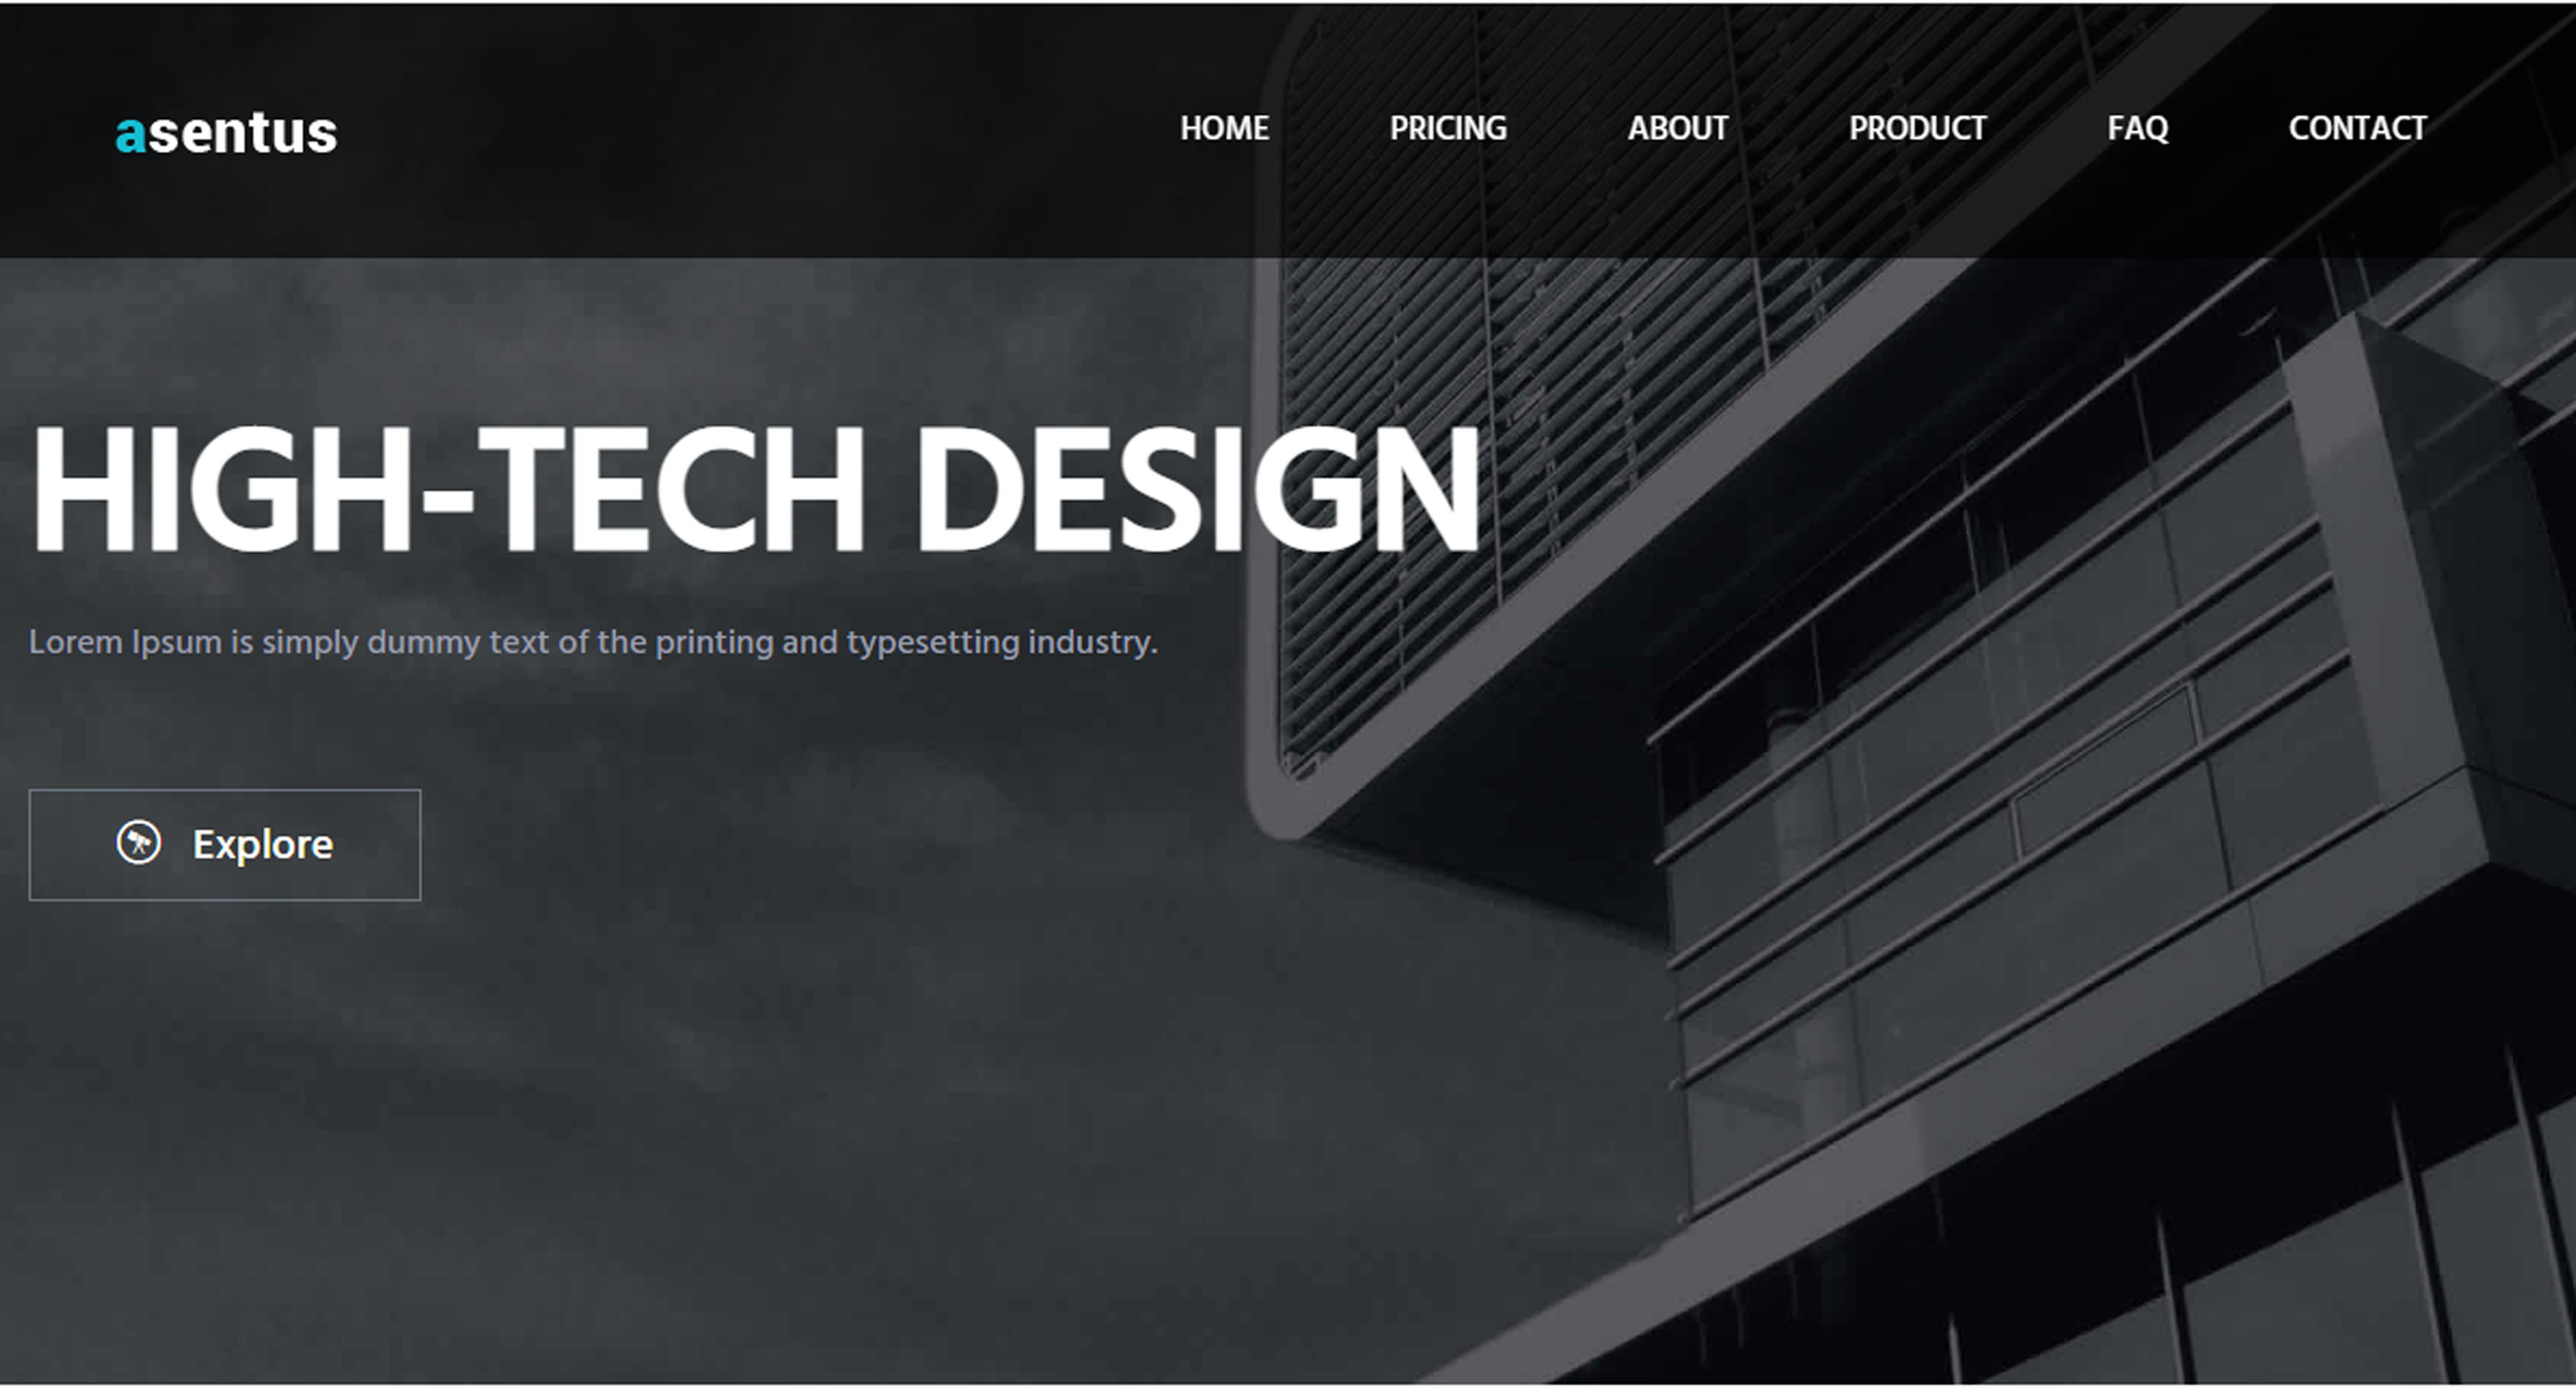 asentus
HOME PRICING ABOUT PRODUCT FAQ CONTACT
HIGH-TECH DESIGN
Lorem Ipsum is simply dummy text of the printing and typesetting industry.
Explore